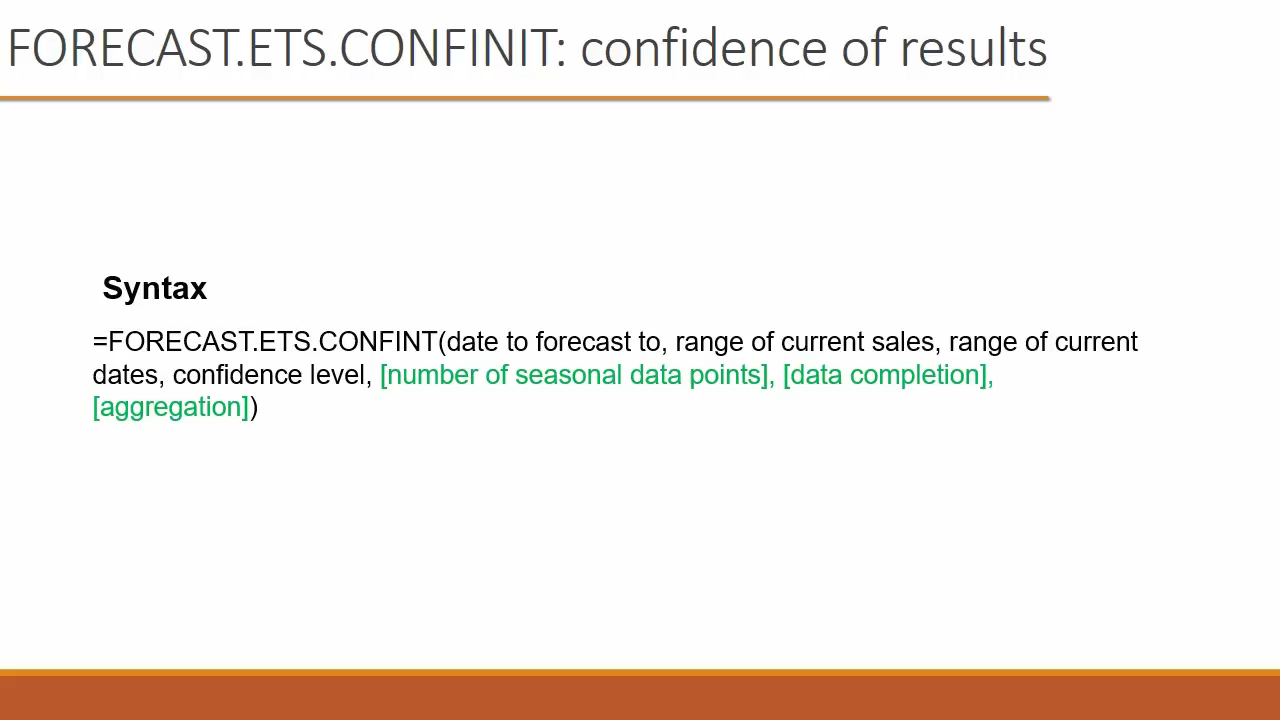 FORECAST.ETS.CONFINIT: confidence of results
Syntax
=FORECAST.ETS.CONFINT(date to forecast to, range of current sales, range of current
dates, confidence level, [number of seasonal data points], [data completion],
[aggregation])